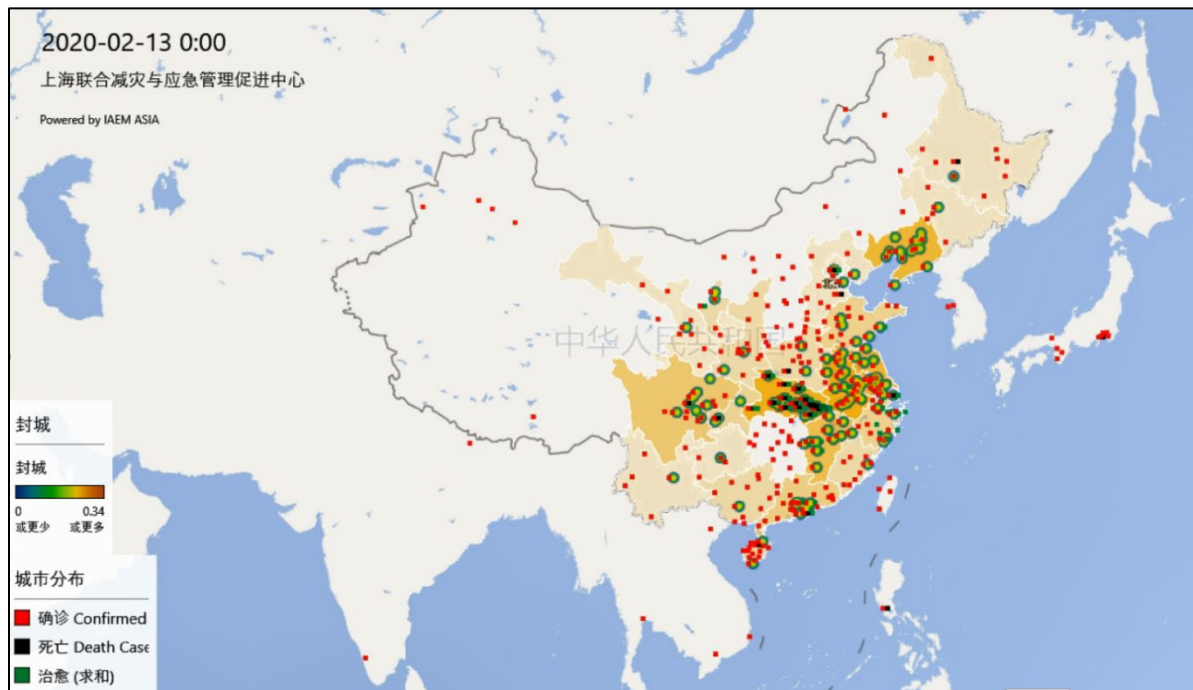 2020-02-13 0:00
上海联合减灾与应急管理促进中心
Powered by IAEM ASIA
北京
中华人民共和国
封城
封城
0 0.34
或更少 或更多
城市分布
确诊 Confirmed
死亡 Death Case
治愈 (求和)